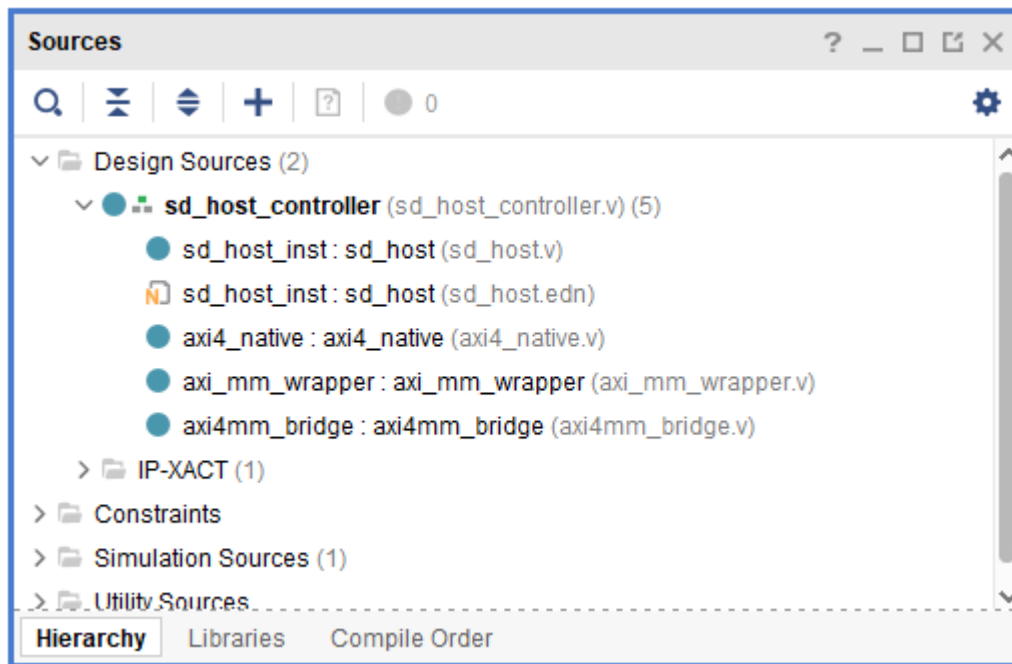 Sources
0
Design Sources (2)
sd_host_controller (sd_host_controller.v) (5)
sd_host_inst : sd_host (sd_host.v)
sd_host_inst : sd_host (sd_host.edn)
axi4_native : axi4_native (axi4_native.v)
axi_mm_wrapper : axi_mm_wrapper (axi_mm_wrapper.v)
axi4mm_bridge : axi4mm_bridge (axi4mm_bridge.v)
IP-XACT (1)
Constraints
Simulation Sources (1)
Utility Sources
Hierarchy Libraries Compile Order